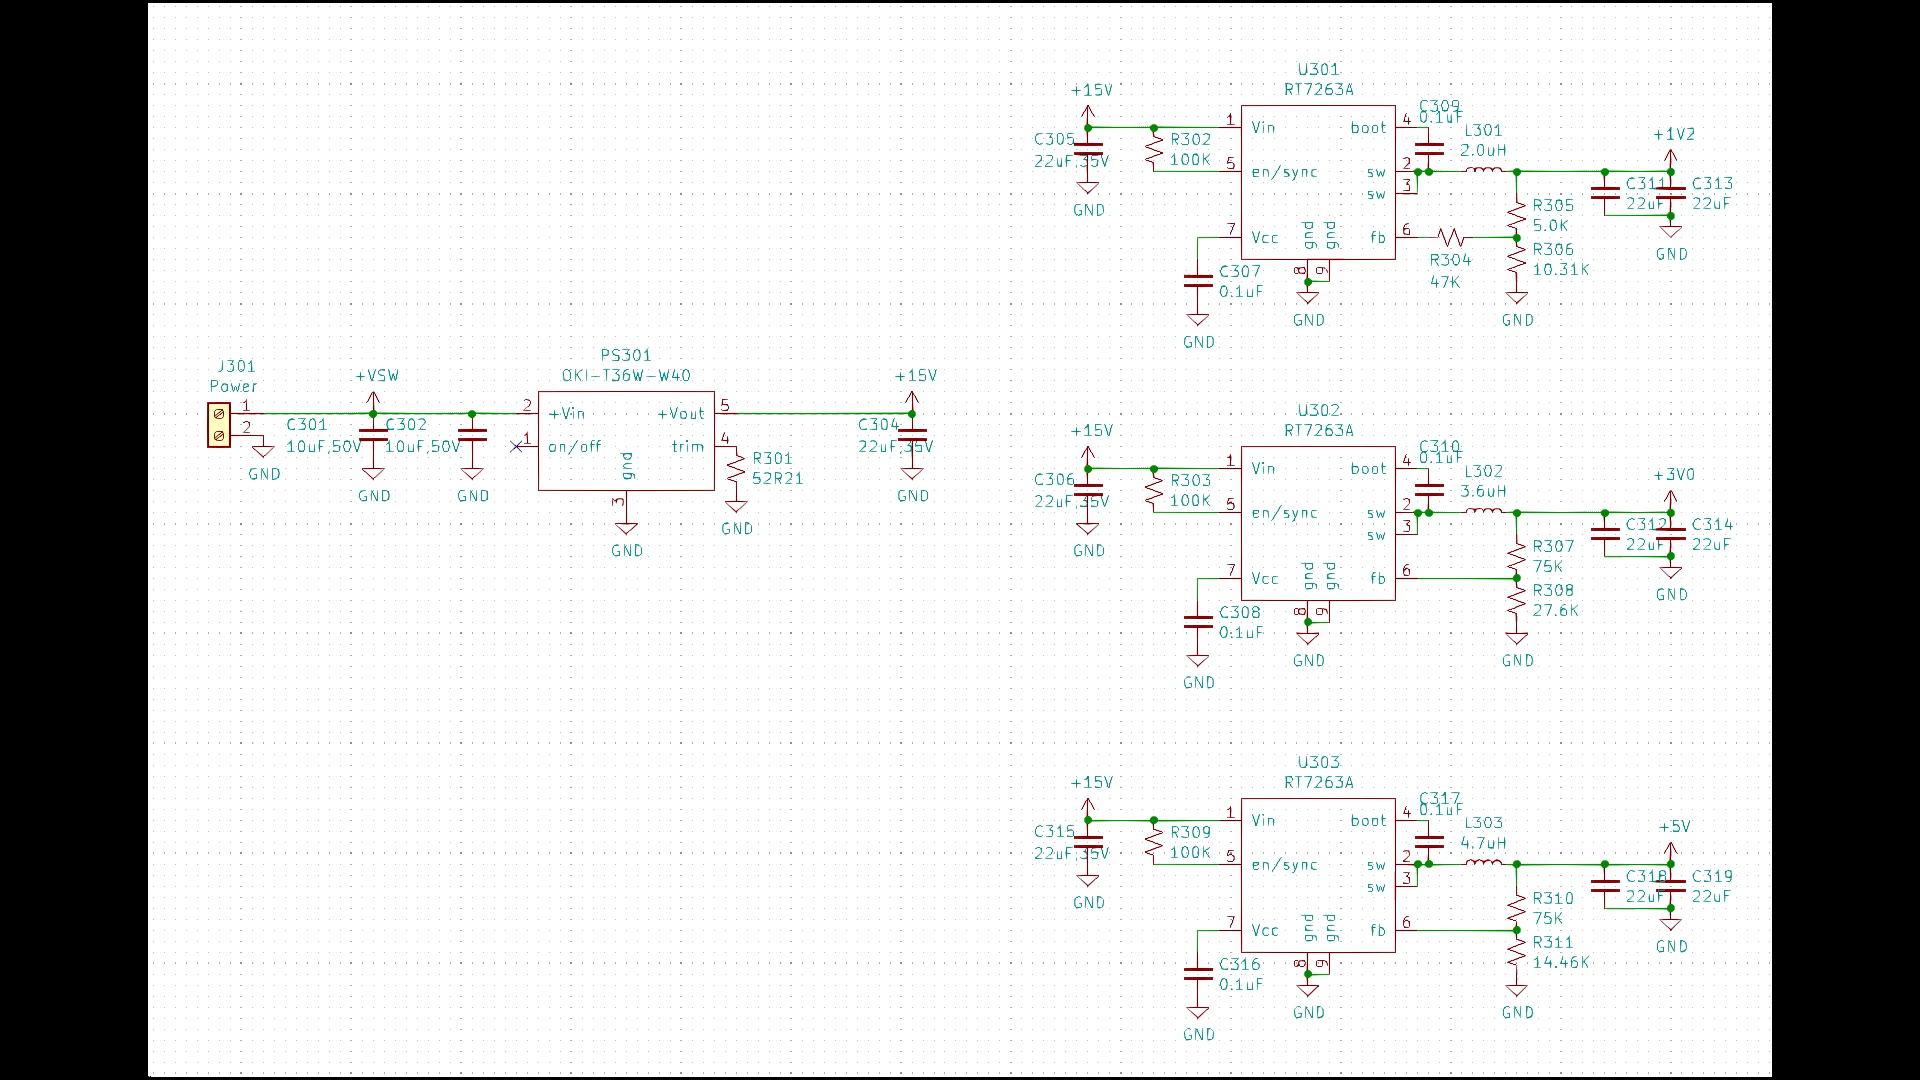 J301
Power
1
2
GND
+VSW
C301
10uF,50V
GND
C302
10uF,50V
GND
PS301
OKI-T36W-W40
2
+Vin
1
on/off
gnd
3
GND
+Vout
5
trim
4
R301
52R21
GND
+15V
C304
22uF,35V
GND
U301
RT7263A
+15V
C305
22uF,35V
GND
R302
100K
1
Vin
5
en/sync
7
Vcc
C307
0.1uF
GND
gnd
gnd
8
9
GND
boot
4
sw
2
sw
3
fb
6
C309
0.1uF
L301
2.0uH
R304
47K
R305
5.0K
R306
10.31K
GND
+1V2
C311
22uF
C313
22uF
GND
U302
RT7263A
+15V
C306
22uF,35V
GND
R303
100K
1
Vin
5
en/sync
7
Vcc
C308
0.1uF
GND
gnd
gnd
8
9
GND
boot
4
sw
2
sw
3
fb
6
C310
0.1uF
L302
3.6uH
R307
75K
R308
27.6K
GND
+3V0
C312
22uF
C314
22uF
GND
U303
RT7263A
+15V
C315
22uF,35V
GND
R309
100K
1
Vin
5
en/sync
7
Vcc
C316
0.1uF
GND
gnd
gnd
8
9
GND
boot
4
sw
2
sw
3
fb
6
C317
0.1uF
L303
4.7uH
R310
75K
R311
14.46K
GND
+5V
C318
22uF
C319
22uF
GND